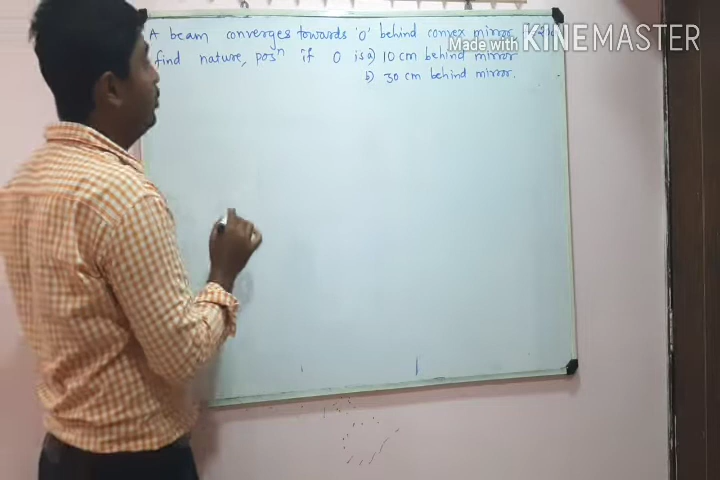 A beam converges towards 'O' behind convex mirror
Made with KINEMASTER
find nature, posⁿ if O is a) 10 cm behind mirror
b) 30 cm behind mirror.